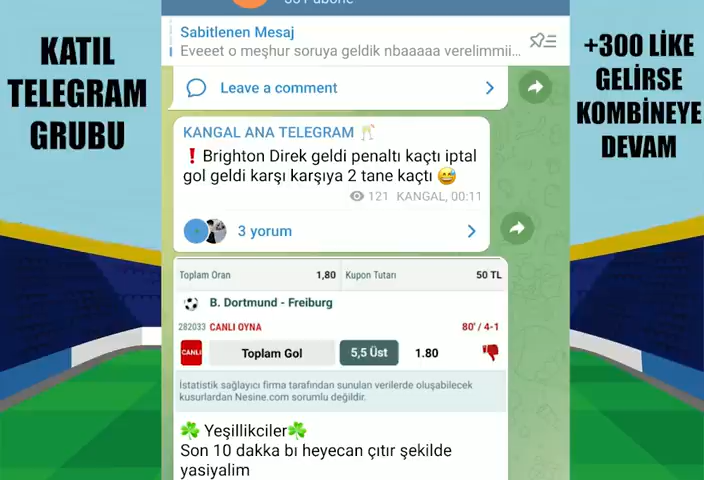 KATIL
TELEGRAM
GRUBU
+300 LİKE
GELİRSE
KOMBİNEYE
DEVAM
Sabitlenen Mesaj
Eveeet o meşhur soruya geldik nbaaaaa verelimmii...
Leave a comment
KANGAL ANA TELEGRAM 🥂
❗ Brighton Direk geldi penaltı kaçtı iptal
gol geldi karşı karşıya 2 tane kaçtı 😅
121 KANGAL, 00:11
3 yorum
Toplam Oran 1,80 Kupon Tutarı 50 TL
B. Dortmund - Freiburg
282033 CANLI OYNA 80' / 4-1
CANLI Toplam Gol 5,5 Üst 1.80
İstatistik sağlayıcı firma tarafından sunulan verilerde oluşabilecek
kusurlardan Nesine.com sorumlu değildir.
☘️ Yeşillikciler☘️
Son 10 dakka bı heyecan çıtır şekilde
yasiyalim